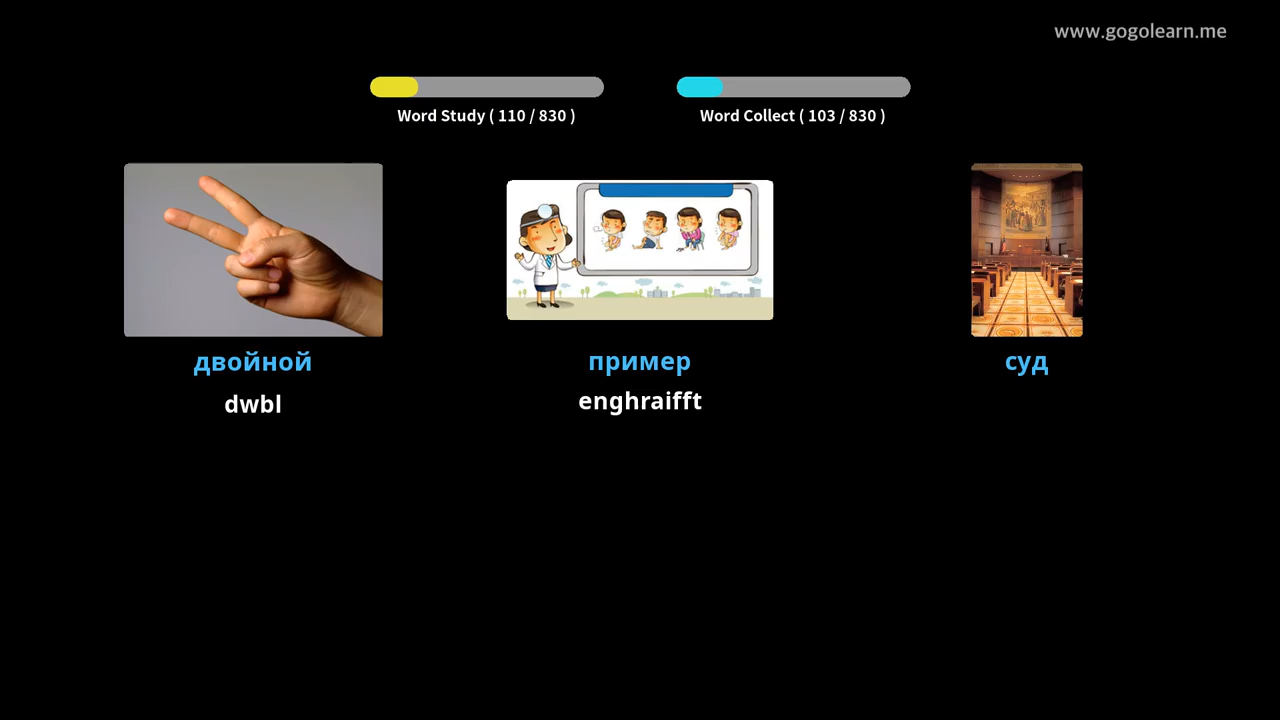 www.gogolearn.me
Word Study ( 110 / 830 )
Word Collect ( 103 / 830 )
двойной
dwbl
пример
enghraifft
суд